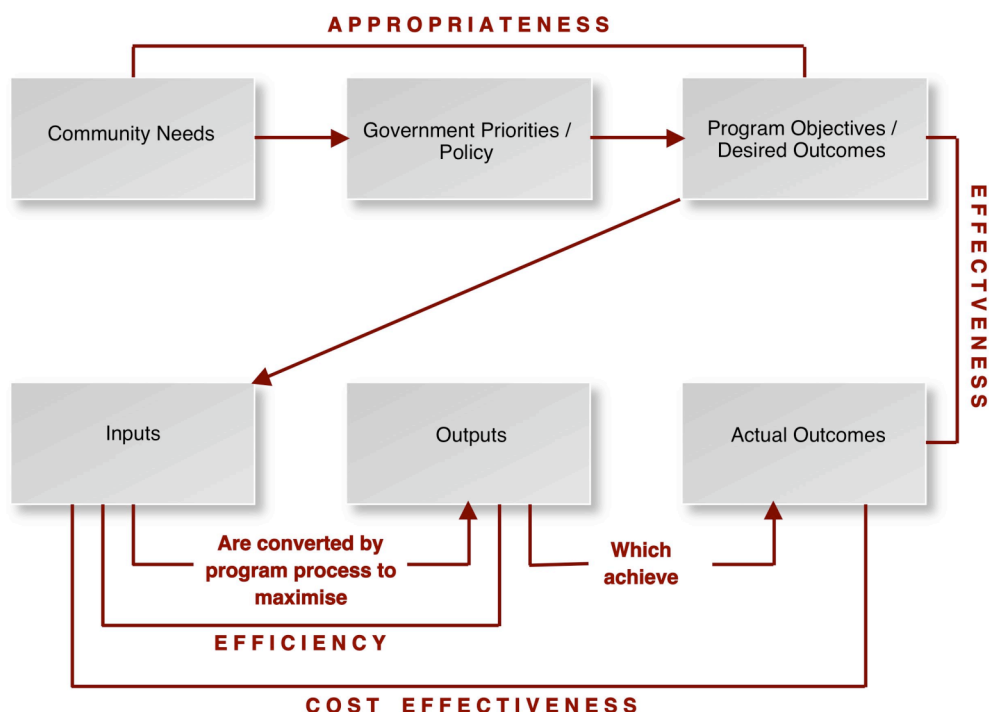 APPROPRIATENESS
Community Needs
Government Priorities /
Policy
Program Objectives /
Desired Outcomes
EFFECTVENESS
Inputs
Outputs
Actual Outcomes
Are converted by
program process to
maximise
Which
achieve
EFFICIENCY
COST EFFECTIVENESS